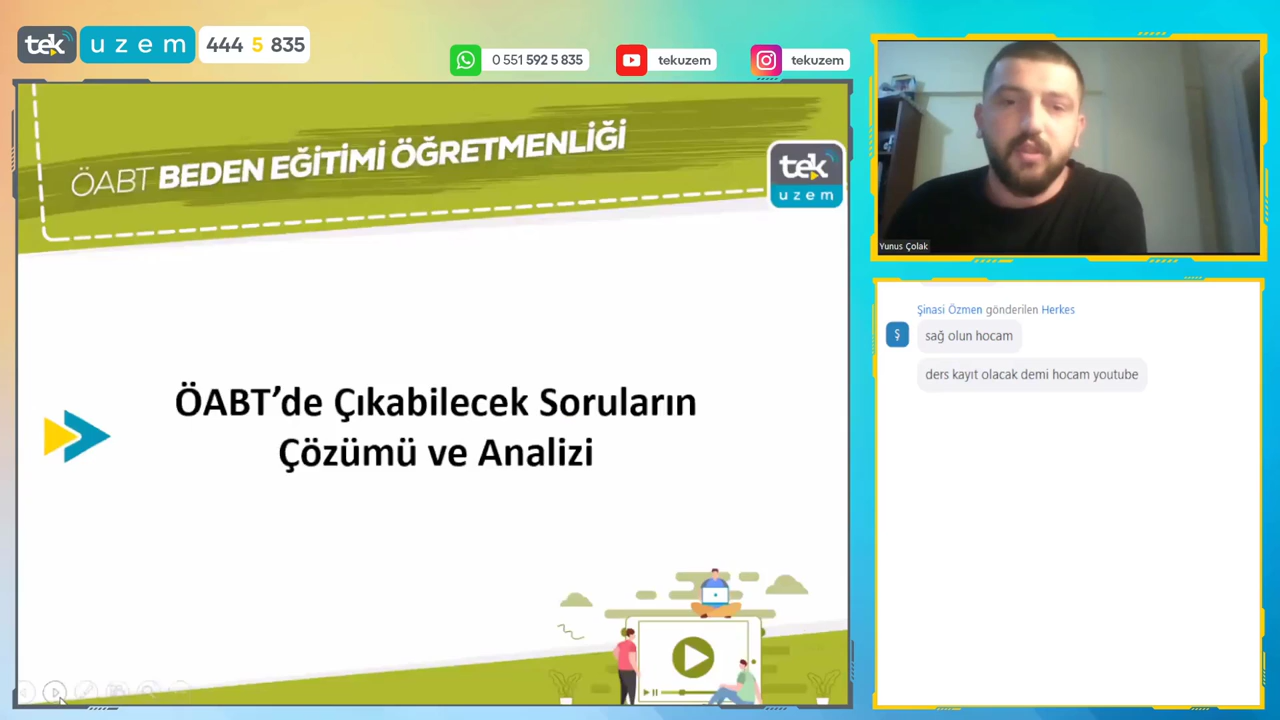 tek uzem 444 5 835
0 551 592 5 835
tekuzem
tekuzem
ÖABT BEDEN EĞİTİMİ ÖĞRETMENLİĞİ
tek
uzem
ÖABT’de Çıkabilecek Soruların
Çözümü ve Analizi
Yunus Çolak
Şinasi Özmen gönderilen Herkes
Ş
sağ olun hocam
ders kayıt olacak demi hocam youtube